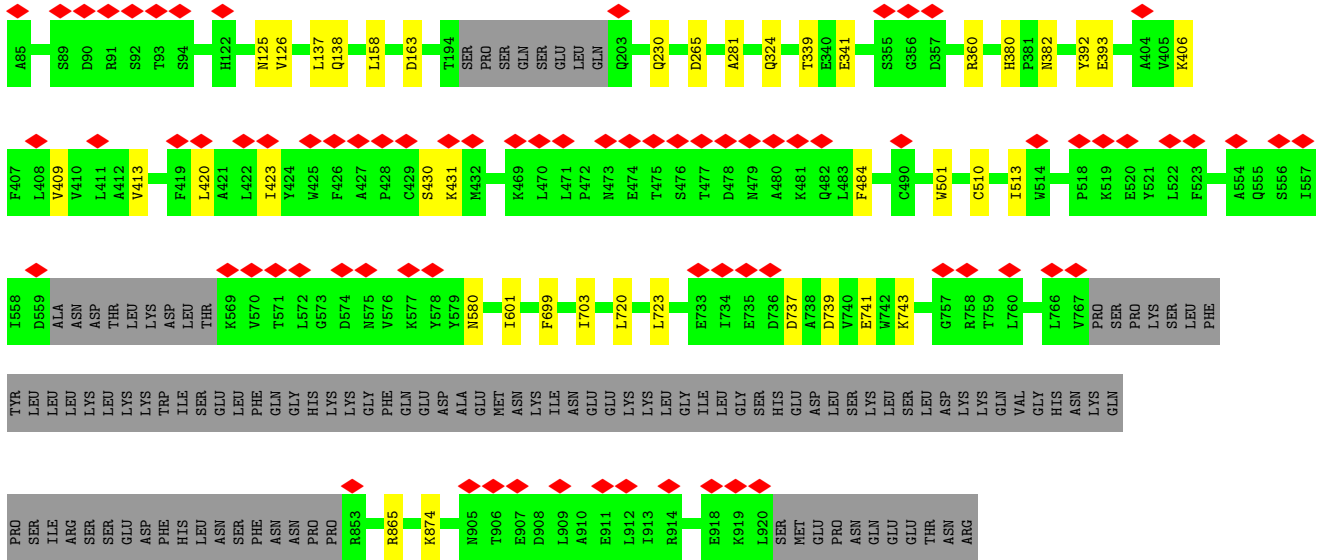 A85 S89 D90 R91 S92 T93 S94 H122 N125 V126 L137 Q138 L158 D163 T194 SER PRO SER GLN SER GLU LEU GLN Q203 Q230 D265 A281 Q324 T339 E340 E341 S355 G356 D357 R360 H380 P381 N382 Y392 E393 A404 V405 K406
F407 L408 V409 V410 L411 A412 V413 F419 L420 A421 L422 I423 Y424 W425 F426 A427 P428 C429 S430 K431 M432 K469 L470 L471 P472 N473 E474 T475 S476 T477 D478 N479 A480 K481 Q482 L483 F484 C490 W501 C510 I513 W514 P518 K519 E520 Y521 L522 F523 A554 Q555 S556 I557
I558 D559 ALA ASN ASP THR LEU LYS ASP LEU THR K569 V570 T571 L572 G573 D574 N575 V576 K577 Y578 Y579 N580 I601 F699 I703 L720 L723 E733 I734 E735 D736 D737 A738 D739 V740 E741 W742 K743 G757 R758 T759 L760 L766 V767 PRO SER PRO LYS SER LEU PHE
TYR LEU LEU LEU LYS LEU LYS LYS TRP ILE SER GLU LEU PHE GLN GLY HIS LYS LYS GLY PHE GLN GLU ASP ALA GLU MET ASN LYS ILE ASN GLU GLU LYS LYS LEU GLY ILE LEU GLY SER HIS GLU ASP LEU SER LYS LEU SER LEU ASP LYS LYS GLN VAL GLY HIS ASN LYS GLN
PRO SER ILE ARG SER SER GLU ASP PHE HIS LEU ASN SER PHE ASN ASN PRO PRO R853 R865 K874 N905 T906 E907 D908 L909 A910 E911 L912 I913 R914 E918 K919 L920 SER MET GLU PRO ASN GLN GLU GLU THR ASN ARG